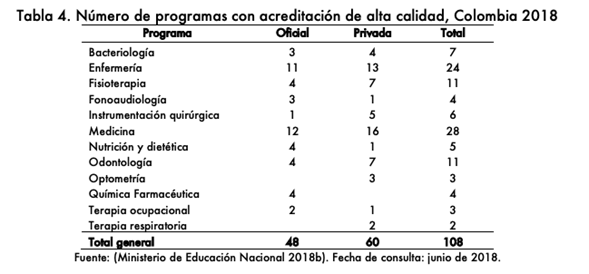 Tabla 4. Número de programas con acreditación de alta calidad, Colombia 2018
Programa Oficial Privada Total
Bacteriología 3 4 7
Enfermería 11 13 24
Fisioterapia 4 7 11
Fonoaudiología 3 1 4
Instrumentación quirúrgica 1 5 6
Medicina 12 16 28
Nutrición y dietética 4 1 5
Odontología 4 7 11
Optometría 3 3
Química Farmacéutica 4 4
Terapia ocupacional 2 1 3
Terapia respiratoria 2 2
Total general 48 60 108
Fuente: (Ministerio de Educación Nacional 2018b). Fecha de consulta: junio de 2018.